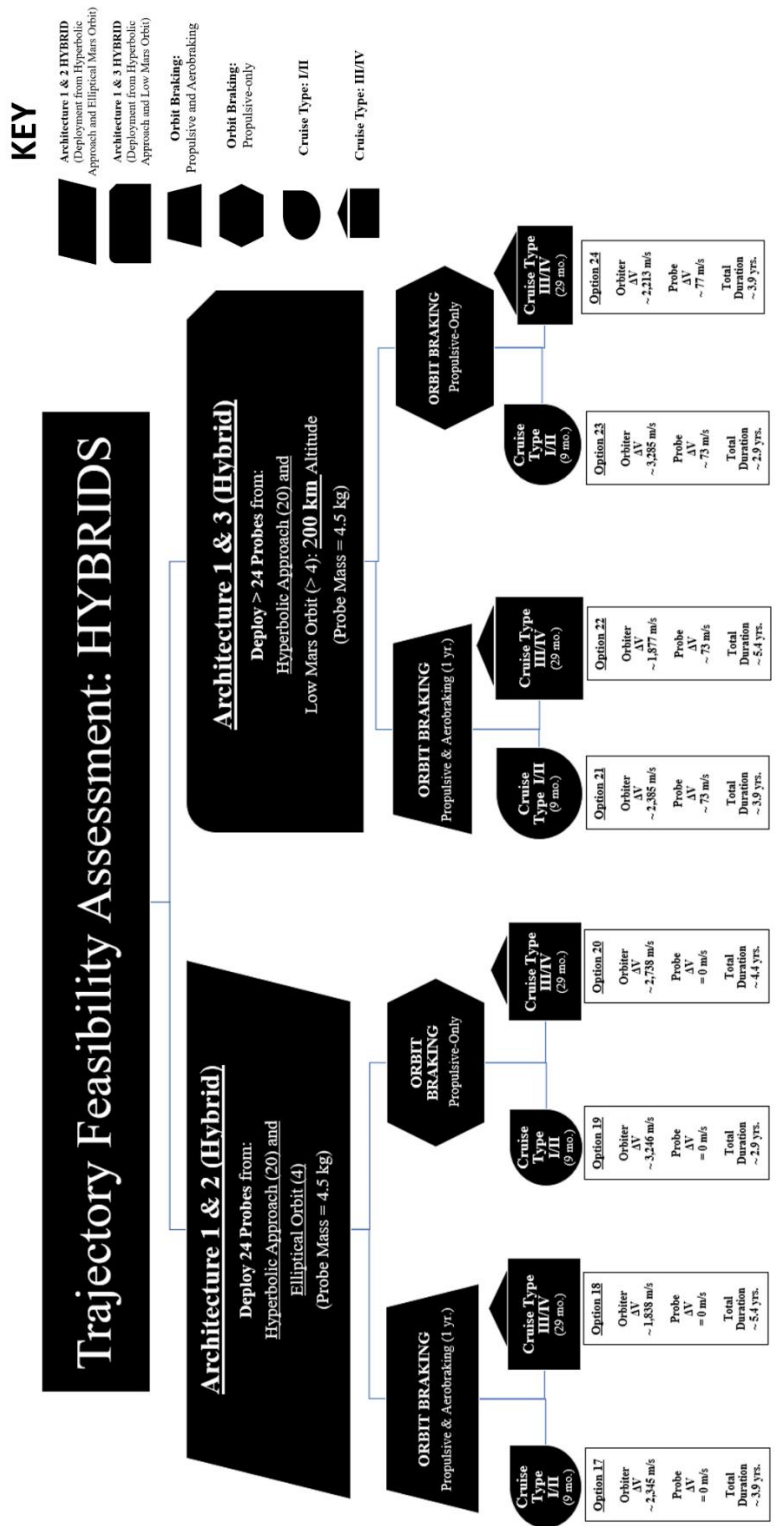 Trajectory Feasibility Assessment: HYBRIDS
KEY
Architecture 1 & 2 HYBRID
(Deployment from Hyperbolic
Approach and Elliptical Mars Orbit)
Architecture 1 & 3 HYBRID
(Deployment from Hyperbolic
Approach and Low Mars Orbit)
Orbit Braking:
Propulsive and Aerobraking
Orbit Braking:
Propulsive-only
Cruise Type: I/II
Cruise Type: III/IV
Architecture 1 & 2 (Hybrid)
Deploy 24 Probes from:
Hyperbolic Approach (20) and
Elliptical Orbit (4)
(Probe Mass = 4.5 kg)
Architecture 1 & 3 (Hybrid)
Deploy > 24 Probes from:
Hyperbolic Approach (20) and
Low Mars Orbit (> 4): 200 km Altitude
(Probe Mass = 4.5 kg)
ORBIT BRAKING
Propulsive & Aerobraking (1 yr.)
ORBIT
BRAKING
Propulsive-Only
ORBIT BRAKING
Propulsive & Aerobraking (1 yr.)
ORBIT BRAKING
Propulsive-Only
Cruise
Type
I/II
(9 mo.)
Cruise Type
III/IV
(29 mo.)
Cruise
Type
I/II
(9 mo.)
Cruise Type
III/IV
(29 mo.)
Cruise
Type I/II
(9 mo.)
Cruise Type
III/IV
(29 mo.)
Cruise
Type
I/II
(9 mo.)
Cruise Type
III/IV
(29 mo.)
Option 17
Orbiter
ΔV
~ 2,345 m/s
Probe
ΔV
= 0 m/s
Total
Duration
~ 3.9 yrs.
Option 18
Orbiter
ΔV
~ 1,838 m/s
Probe
ΔV
= 0 m/s
Total
Duration
~ 5.4 yrs.
Option 19
Orbiter
ΔV
~ 3,246 m/s
Probe
ΔV
= 0 m/s
Total
Duration
~ 2.9 yrs.
Option 20
Orbiter
ΔV
~ 2,738 m/s
Probe
ΔV
= 0 m/s
Total
Duration
~ 4.4 yrs.
Option 21
Orbiter
ΔV
~ 2,385 m/s
Probe
ΔV
~ 73 m/s
Total
Duration
~ 3.9 yrs.
Option 22
Orbiter
ΔV
~ 1,877 m/s
Probe
ΔV
~ 73 m/s
Total
Duration
~ 5.4 yrs.
Option 23
Orbiter
ΔV
~ 3,285 m/s
Probe
ΔV
~ 73 m/s
Total
Duration
~ 2.9 yrs.
Option 24
Orbiter
ΔV
~ 2,213 m/s
Probe
ΔV
~ 77 m/s
Total
Duration
~ 3.9 yrs.